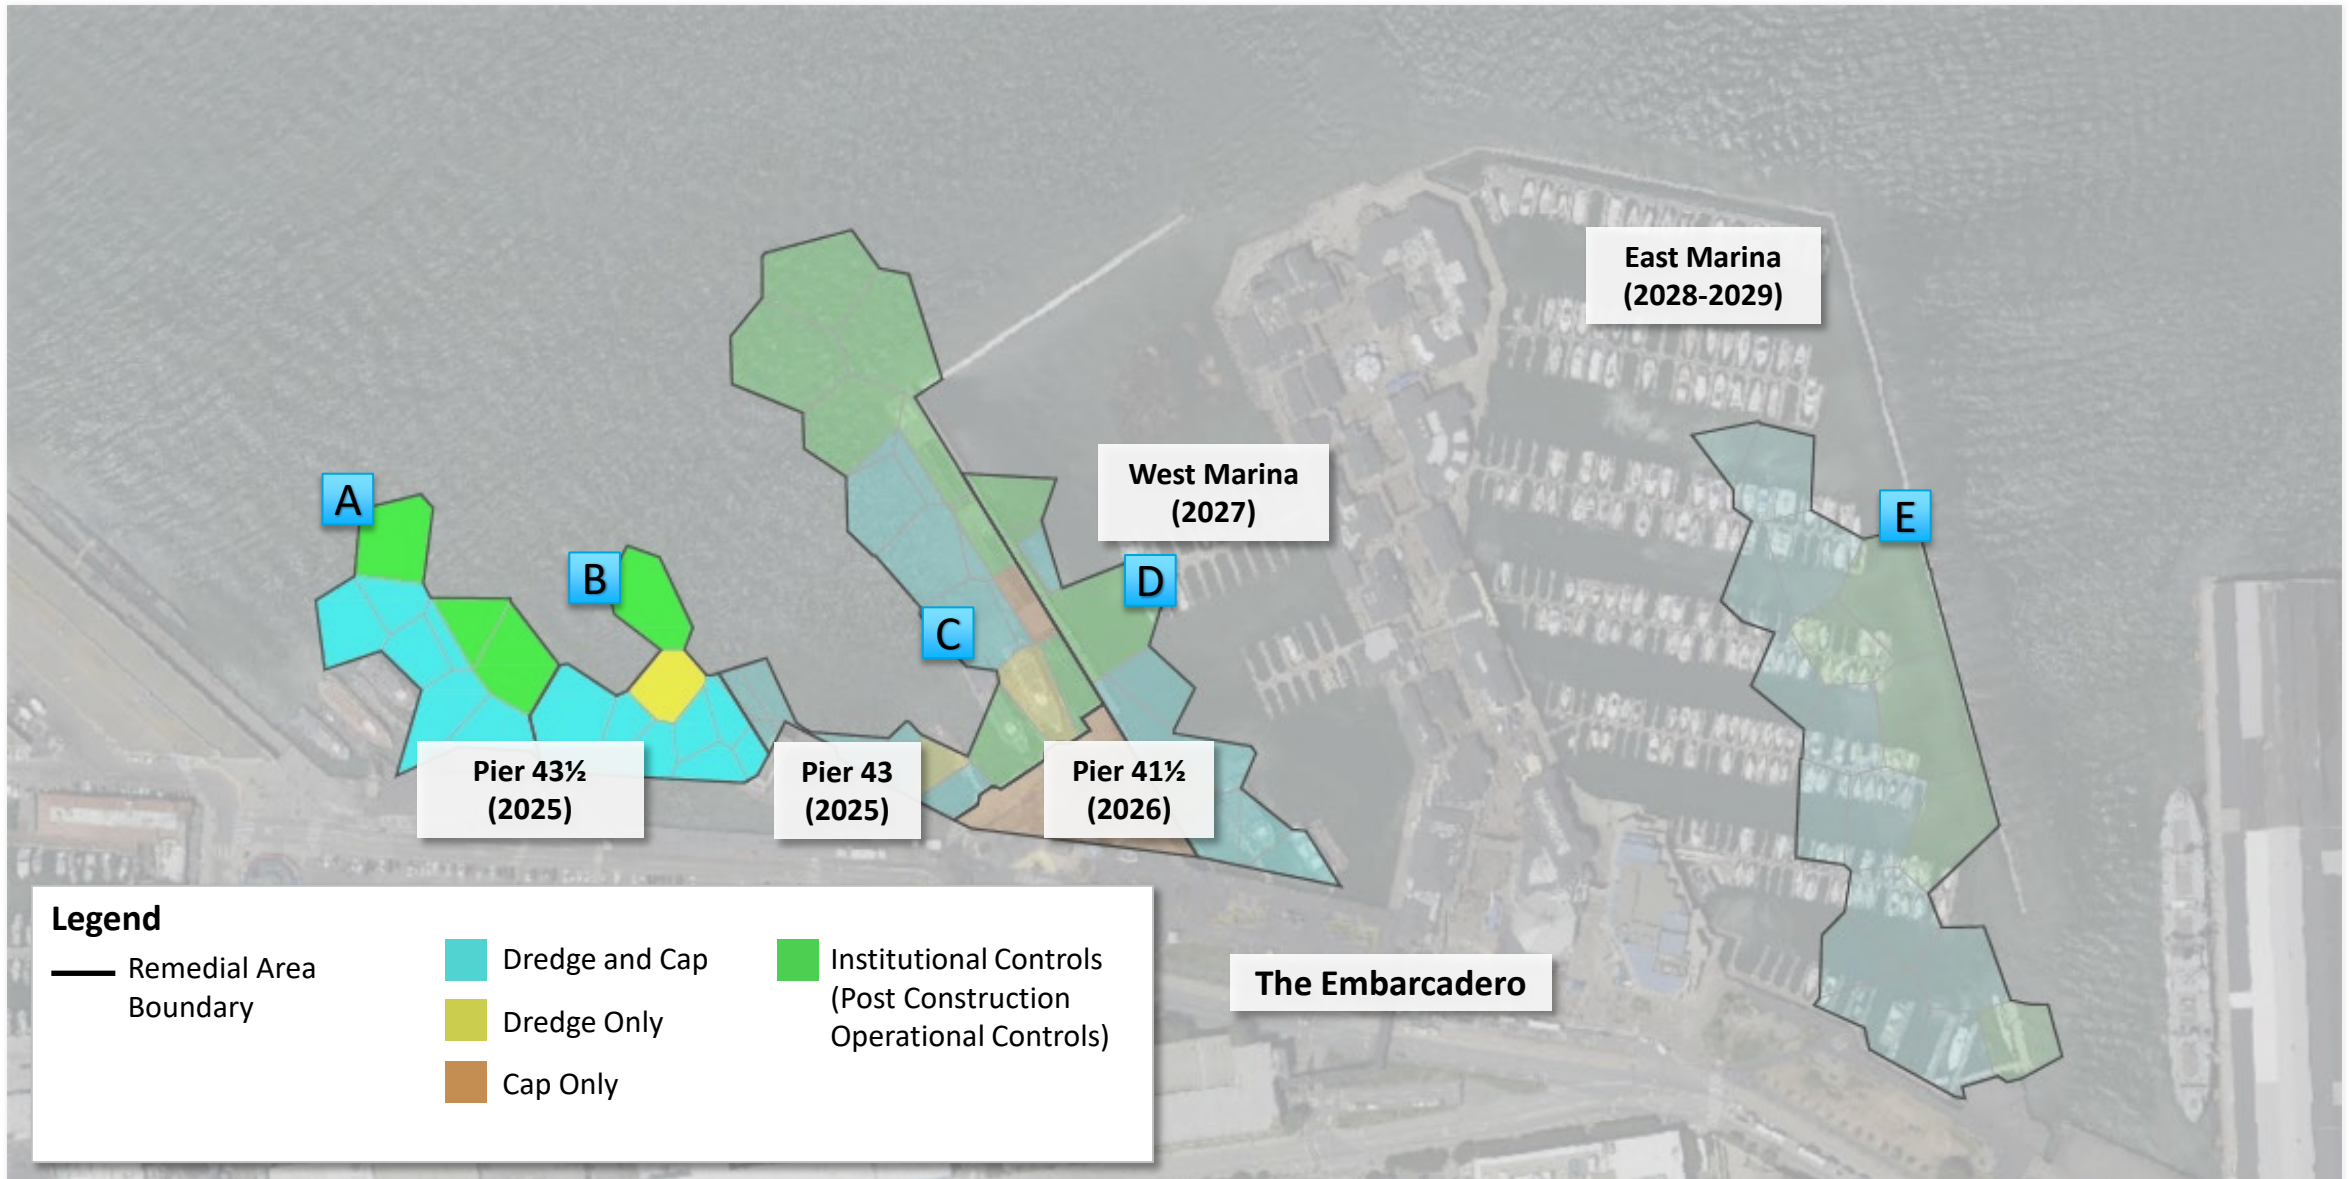 East Marina
(2028-2029)
West Marina
(2027)
A
B
C
D
E
Pier 43½
(2025)
Pier 43
(2025)
Pier 41½
(2026)
The Embarcadero
Legend
Remedial Area
Boundary
Dredge and Cap
Dredge Only
Cap Only
Institutional Controls
(Post Construction
Operational Controls)